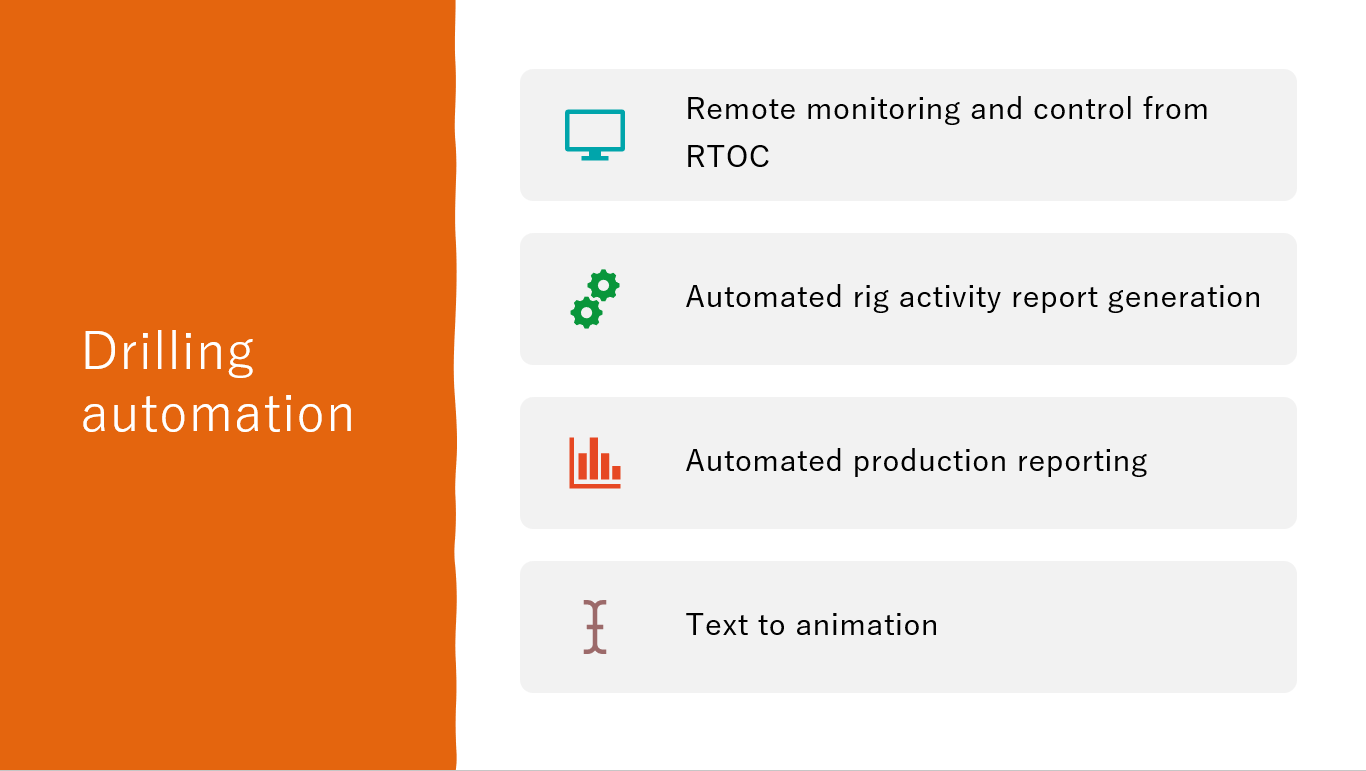 Drilling
automation
Remote monitoring and control from
RTOC
Automated rig activity report generation
Automated production reporting
Text to animation